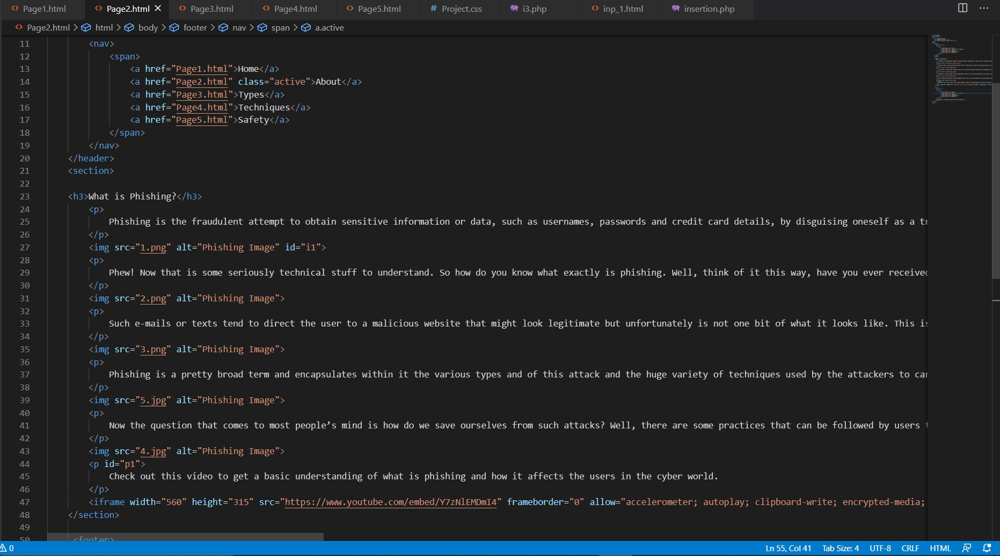 Page1.html Page2.html Page3.html Page4.html Page5.html Project.css i3.php inp_1.html insertion.php
Page2.html > html > body > footer > nav > span > a.active
11 <nav>
12 <span>
13 <a href="Page1.html">Home</a>
14 <a href="Page2.html" class="active">About</a>
15 <a href="Page3.html">Types</a>
16 <a href="Page4.html">Techniques</a>
17 <a href="Page5.html">Safety</a>
18 </span>
19 </nav>
20 </header>
21 <section>
22
23 <h3>What is Phishing?</h3>
24 <p>
25 Phishing is the fraudulent attempt to obtain sensitive information or data, such as usernames, passwords and credit card details, by disguising oneself as a
26 </p>
27 <img src="1.png" alt="Phishing Image" id="i1">
28 <p>
29 Phew! Now that is some seriously technical stuff to understand. So how do you know what exactly is phishing. Well, think of it this way, have you ever received
30 </p>
31 <img src="2.png" alt="Phishing Image">
32 <p>
33 Such e-mails or texts tend to direct the user to a malicious website that might look legitimate but unfortunately is not one bit of what it looks like. This is
34 </p>
35 <img src="3.png" alt="Phishing Image">
36 <p>
37 Phishing is a pretty broad term and encapsulates within it the various types and of this attack and the huge variety of techniques used by the attackers to
38 </p>
39 <img src="5.jpg" alt="Phishing Image">
40 <p>
41 Now the question that comes to most people’s mind is how do we save ourselves from such attacks? Well, there are some practices that can be followed by users
42 </p>
43 <img src="4.jpg" alt="Phishing Image">
44 <p id="p1">
45 Check out this video to get a basic understanding of what is phishing and how it affects the users in the cyber world.
46 </p>
47 <iframe width="560" height="315" src="https://www.youtube.com/embed/Y7zNlEMDmI4" frameborder="0" allow="accelerometer; autoplay; clipboard-write; encrypted-media;
48 </section>
49
50 <footer>
0 Ln 55, Col 41 Tab Size: 4 UTF-8 CRLF HTML